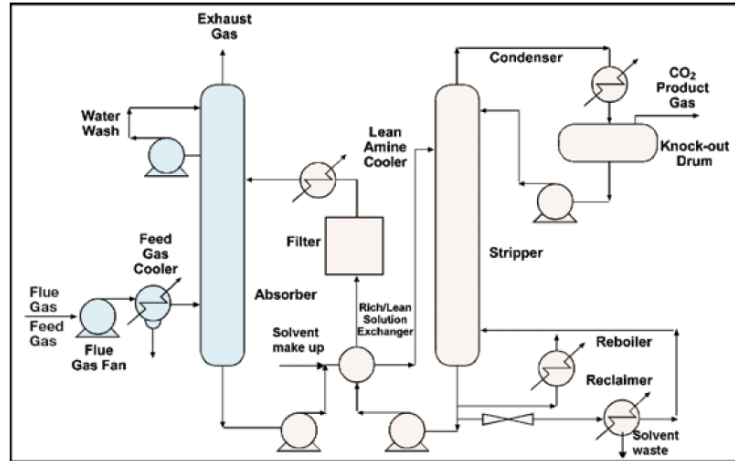 Exhaust
Gas
Condenser
CO2
Product
Gas
Water
Wash
Lean
Amine
Cooler
Knock-out
Drum
Feed
Gas
Cooler
Filter
Stripper
Flue
Gas
Feed
Gas
Absorber
Rich/Lean
Solution
Exchanger
Flue
Gas Fan
Solvent
make up
Reboiler
Reclaimer
Solvent
waste